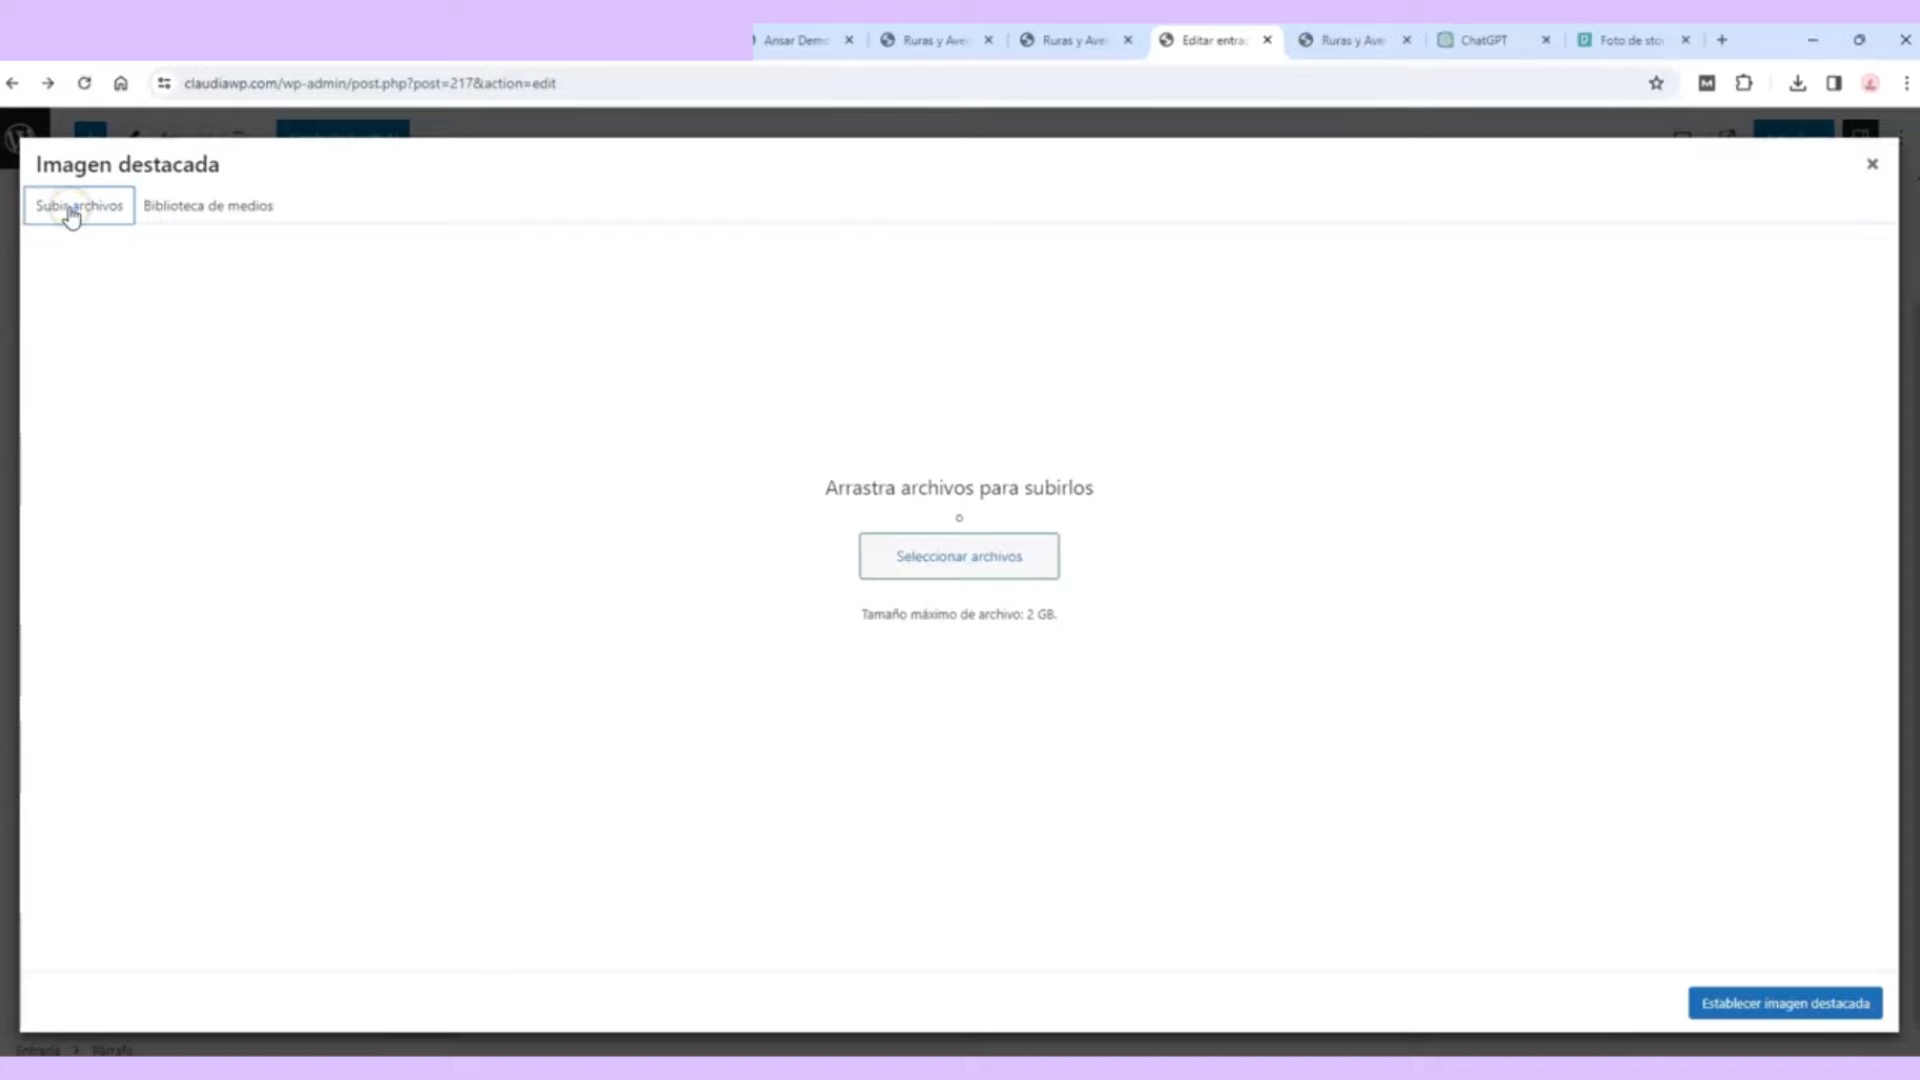 Ansar Demo
Ruras y Ave
Ruras y Ave
Editar entra
Ruras y Ave
ChatGPT
Foto de sto
claudiawp.com/wp-admin/post.php?post=217&action=edit
Imagen destacada
Subir archivos
Biblioteca de medios
Arrastra archivos para subirlos
o
Seleccionar archivos
Tamaño máximo de archivo: 2 GB.
Establecer imagen destacada
Entrada > Párrafo